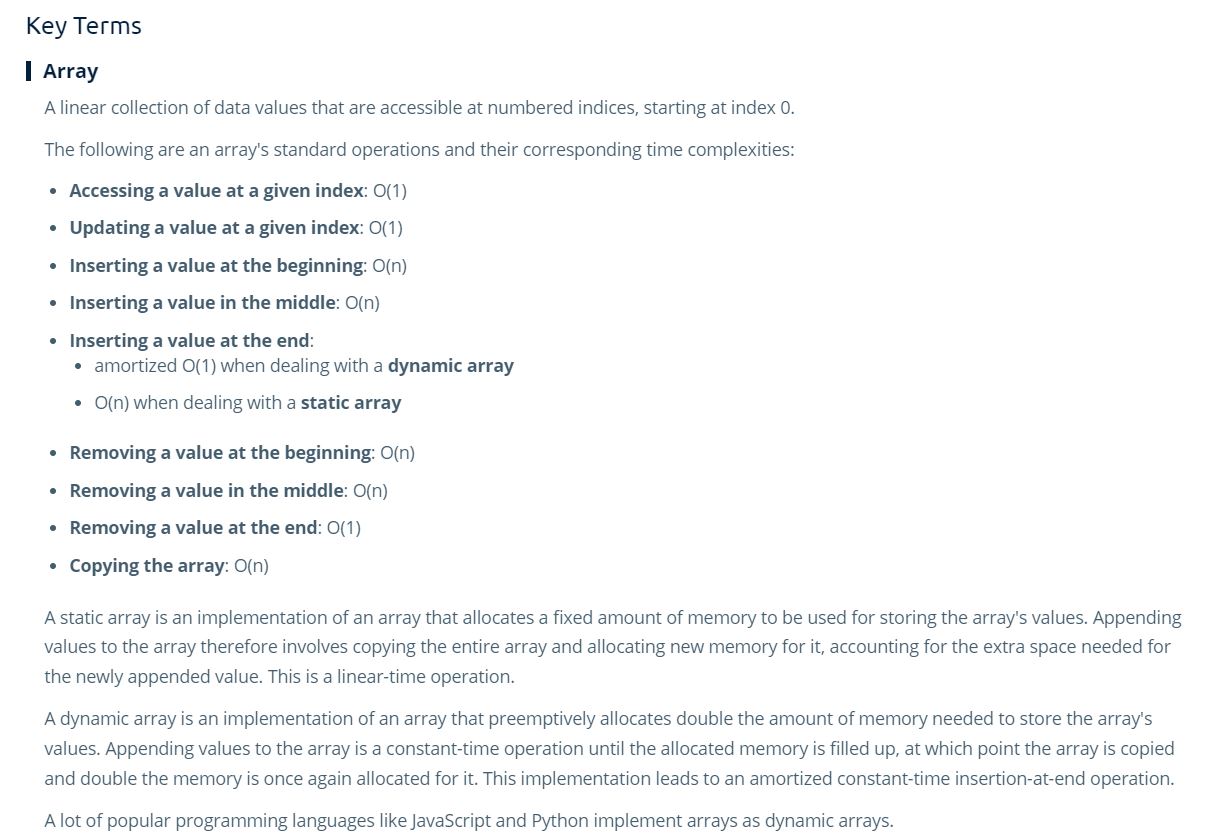 Key Terms
Array
A linear collection of data values that are accessible at numbered indices, starting at index 0.
The following are an array's standard operations and their corresponding time complexities:
• Accessing a value at a given index: O(1)
• Updating a value at a given index: O(1)
• Inserting a value at the beginning: O(n)
• Inserting a value in the middle: O(n)
• Inserting a value at the end:
• amortized O(1) when dealing with a dynamic array
• O(n) when dealing with a static array
• Removing a value at the beginning: O(n)
• Removing a value in the middle: O(n)
• Removing a value at the end: O(1)
• Copying the array: O(n)
A static array is an implementation of an array that allocates a fixed amount of memory to be used for storing the array's values. Appending
values to the array therefore involves copying the entire array and allocating new memory for it, accounting for the extra space needed for
the newly appended value. This is a linear-time operation.
A dynamic array is an implementation of an array that preemptively allocates double the amount of memory needed to store the array's
values. Appending values to the array is a constant-time operation until the allocated memory is filled up, at which point the array is copied
and double the memory is once again allocated for it. This implementation leads to an amortized constant-time insertion-at-end operation.
A lot of popular programming languages like JavaScript and Python implement arrays as dynamic arrays.